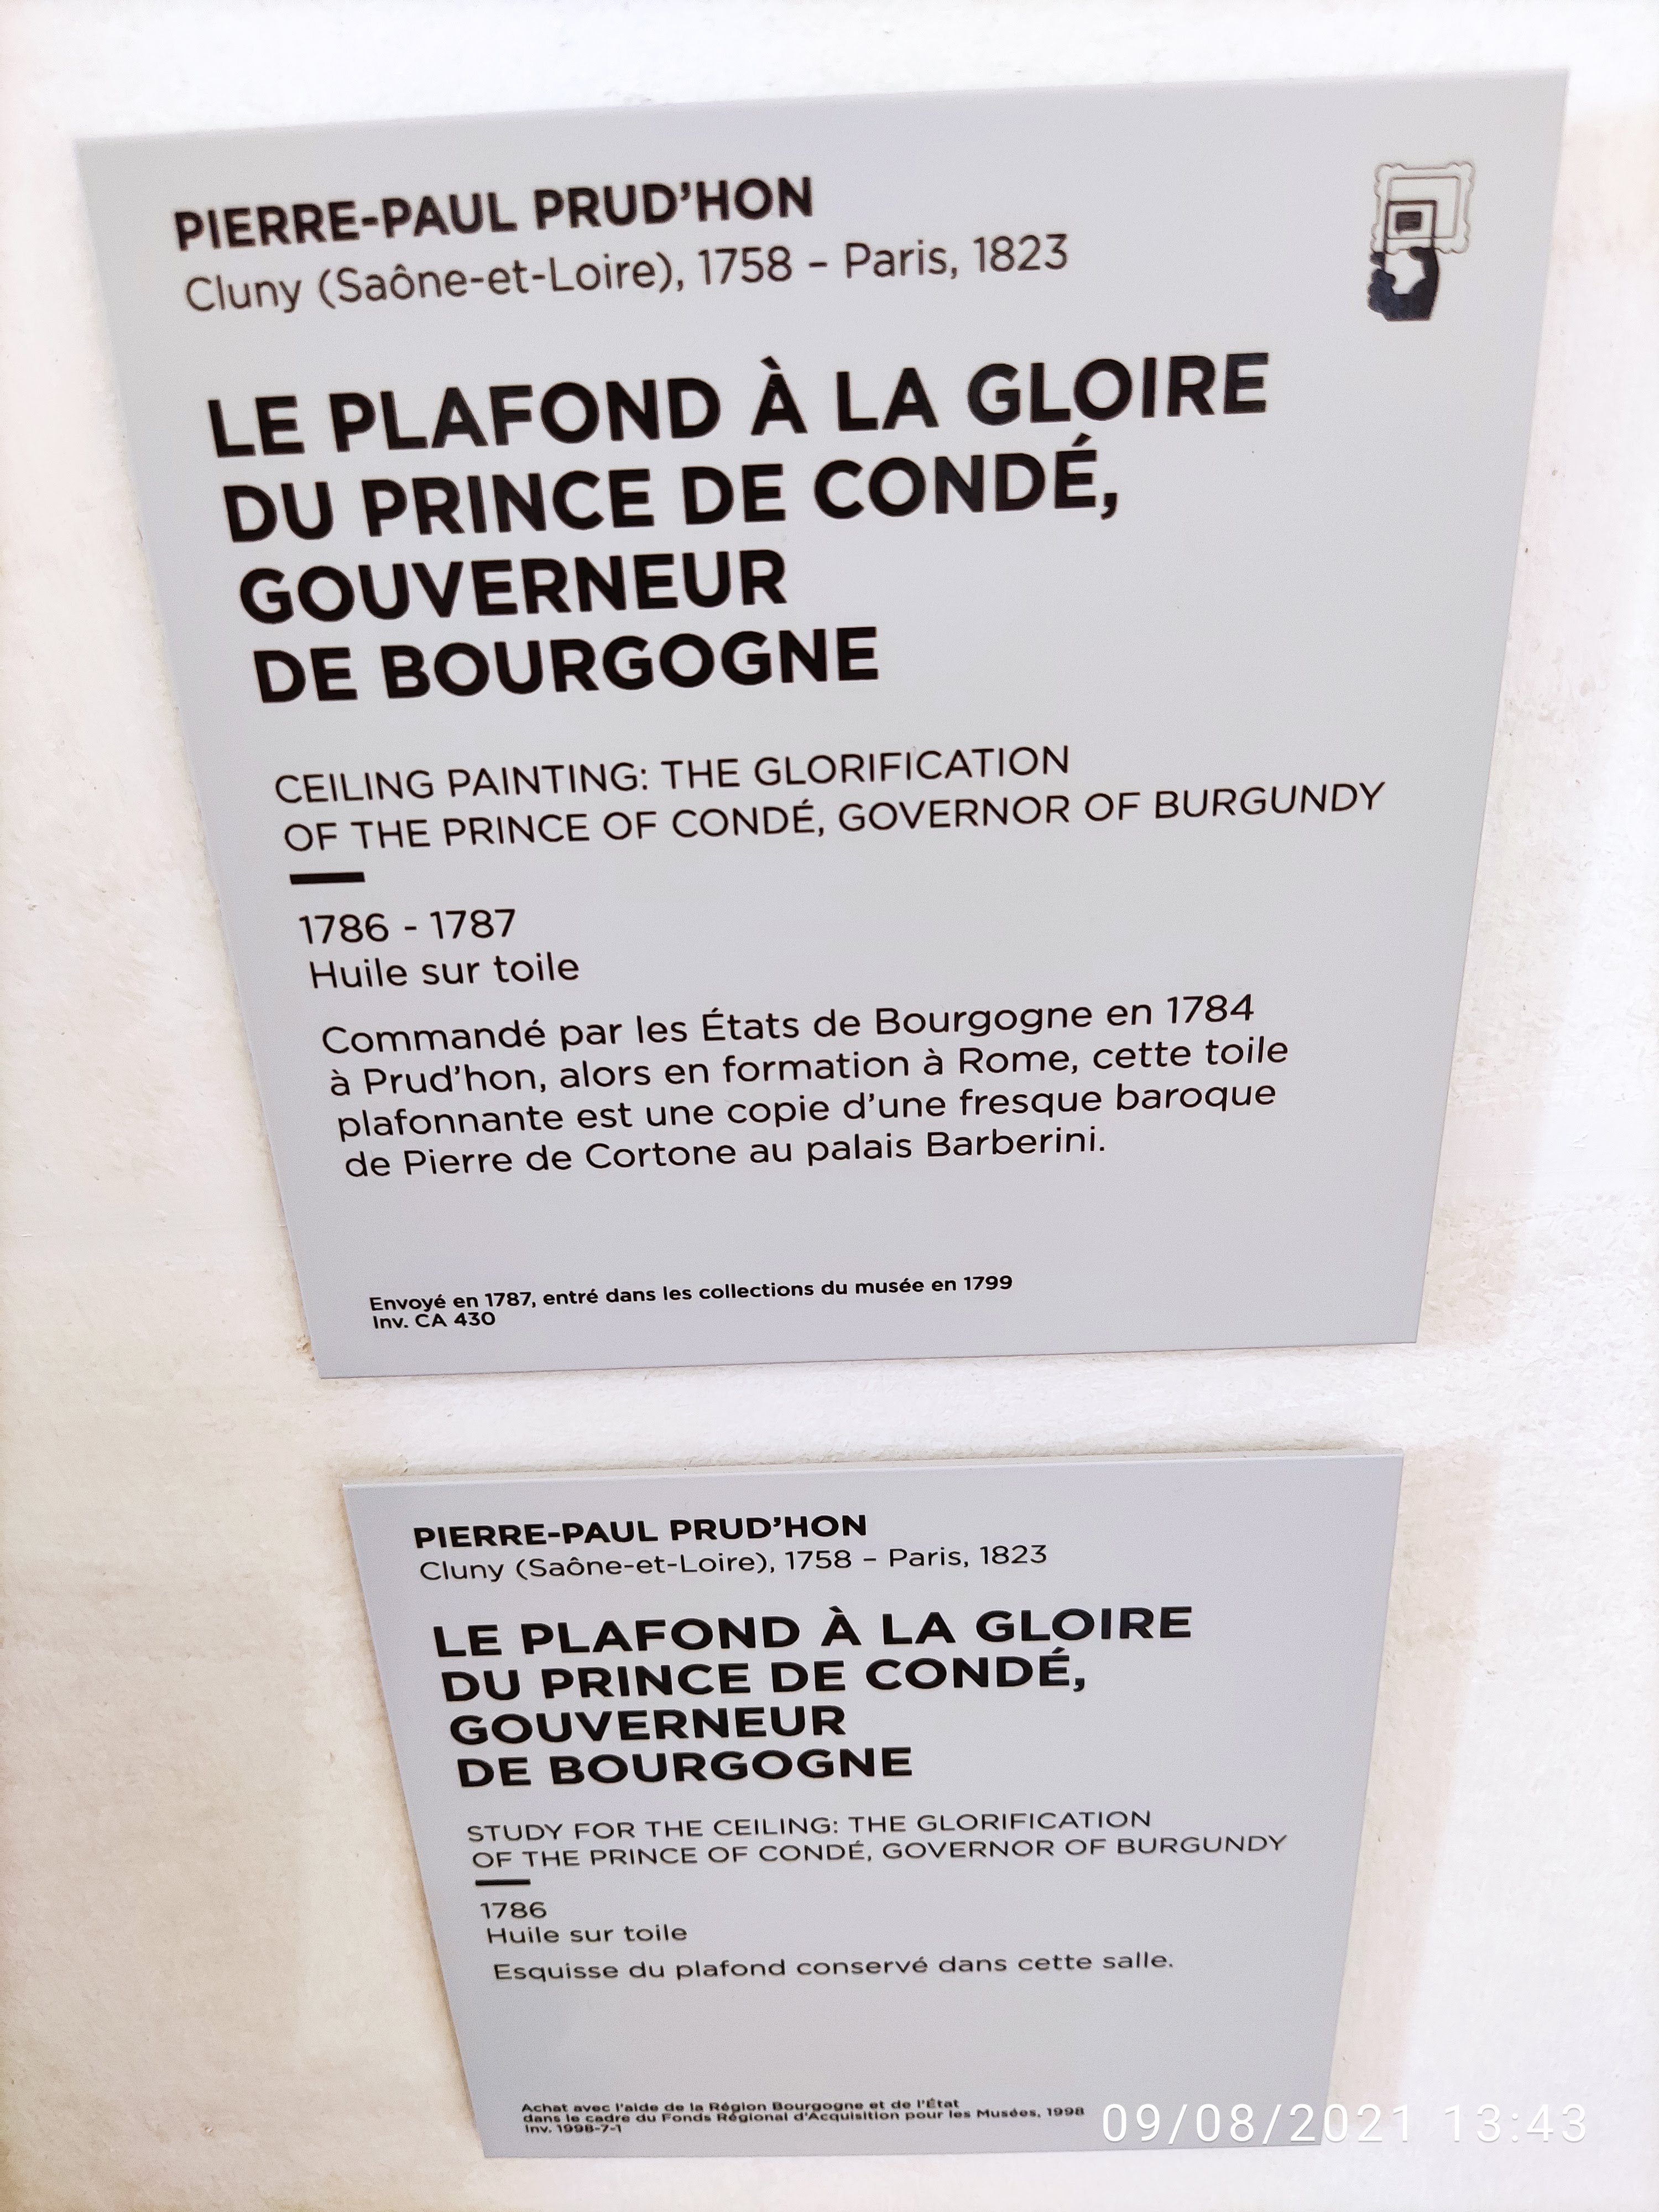 PIERRE-PAUL PRUD'HON
Cluny (Saône-et-Loire), 1758 – Paris, 1823
LE PLAFOND À LA GLOIRE
DU PRINCE DE CONDÉ,
GOUVERNEUR
DE BOURGOGNE
CEILING PAINTING: THE GLORIFICATION
OF THE PRINCE OF CONDÉ, GOVERNOR OF BURGUNDY
1786 - 1787
Huile sur toile
Commandé par les États de Bourgogne en 1784
à Prud'hon, alors en formation à Rome, cette toile
plafonnante est une copie d'une fresque baroque
de Pierre de Cortone au palais Barberini.
Envoyé en 1787, entré dans les collections du musée en 1799
Inv. CA 430
PIERRE-PAUL PRUD'HON
Cluny (Saône-et-Loire), 1758 – Paris, 1823
LE PLAFOND À LA GLOIRE
DU PRINCE DE CONDÉ,
GOUVERNEUR
DE BOURGOGNE
STUDY FOR THE CEILING: THE GLORIFICATION
OF THE PRINCE OF CONDÉ, GOVERNOR OF BURGUNDY
1786
Huile sur toile
Esquisse du plafond conservé dans cette salle.
Achat avec l'aide de la Région Bourgogne et de l'État
dans le cadre du Fonds Régional d'Acquisition pour les Musées, 1998
Inv. 1998-7-1
09/08/2021 13:43